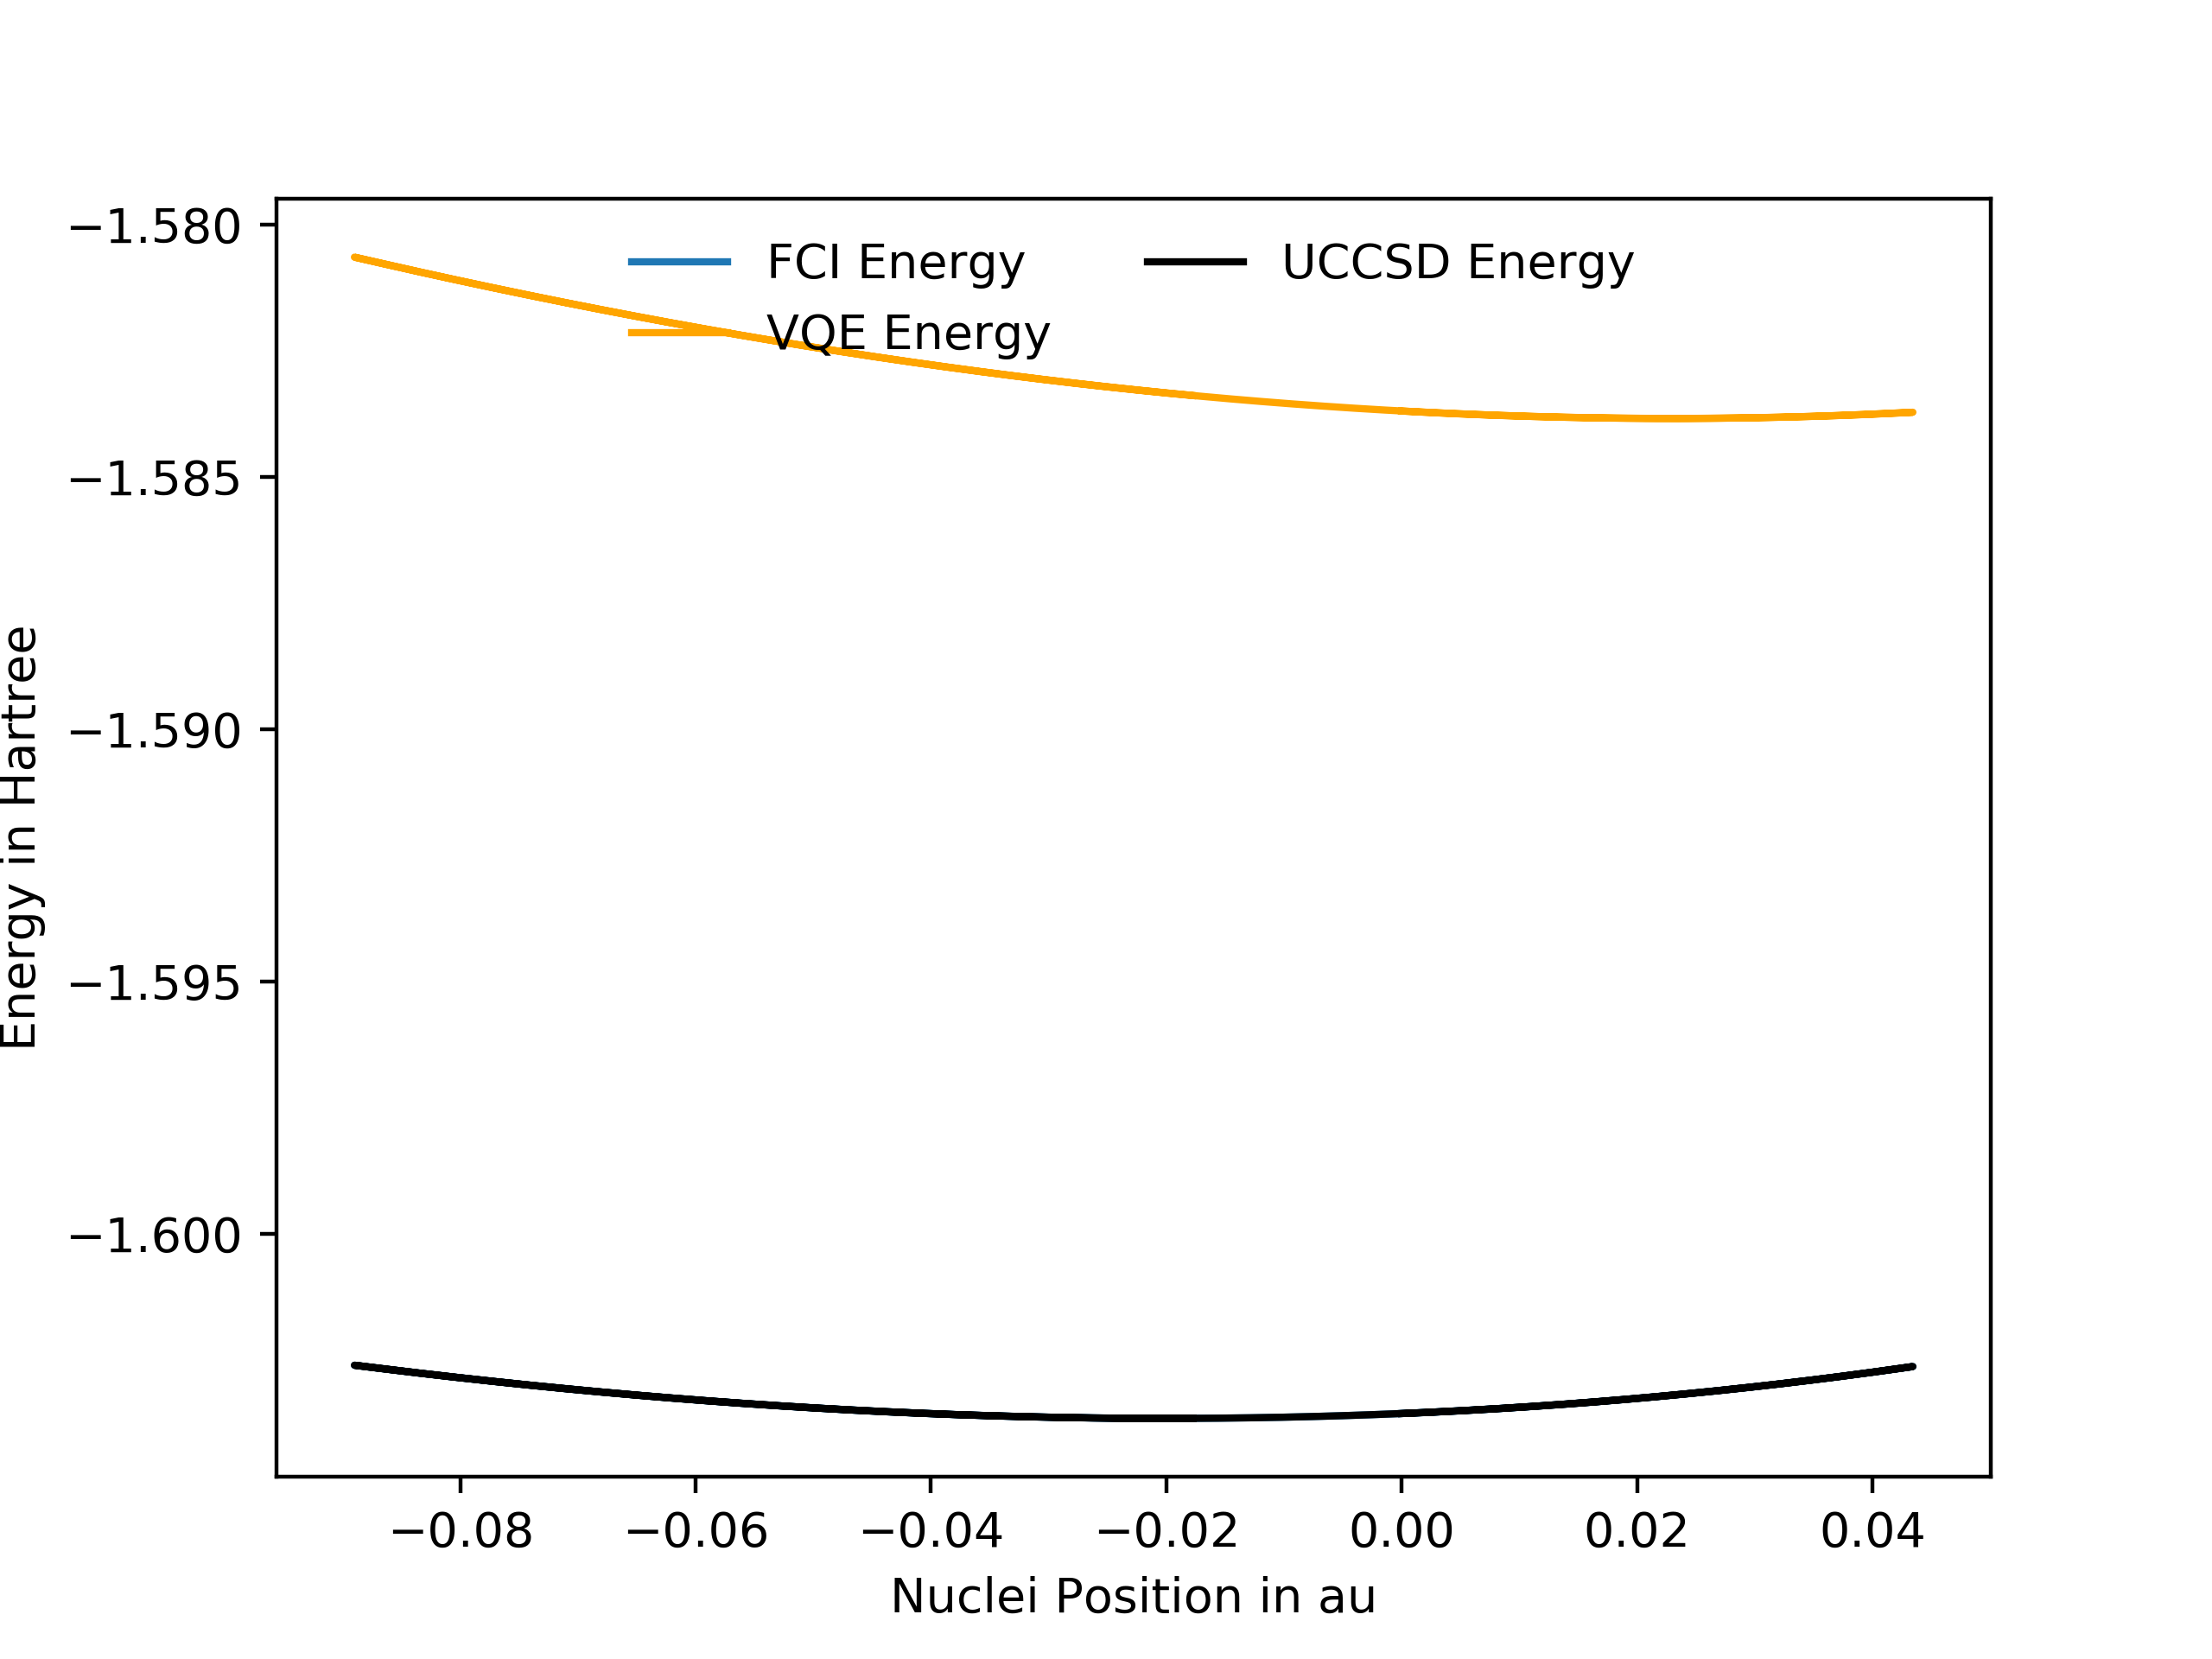 −1.580
FCI Energy
UCCSD Energy
VQE Energy
−1.585
−1.590
−1.595
−1.600
Energy in Hartree
−0.08
−0.06
−0.04
−0.02
0.00
0.02
0.04
Nuclei Position in au